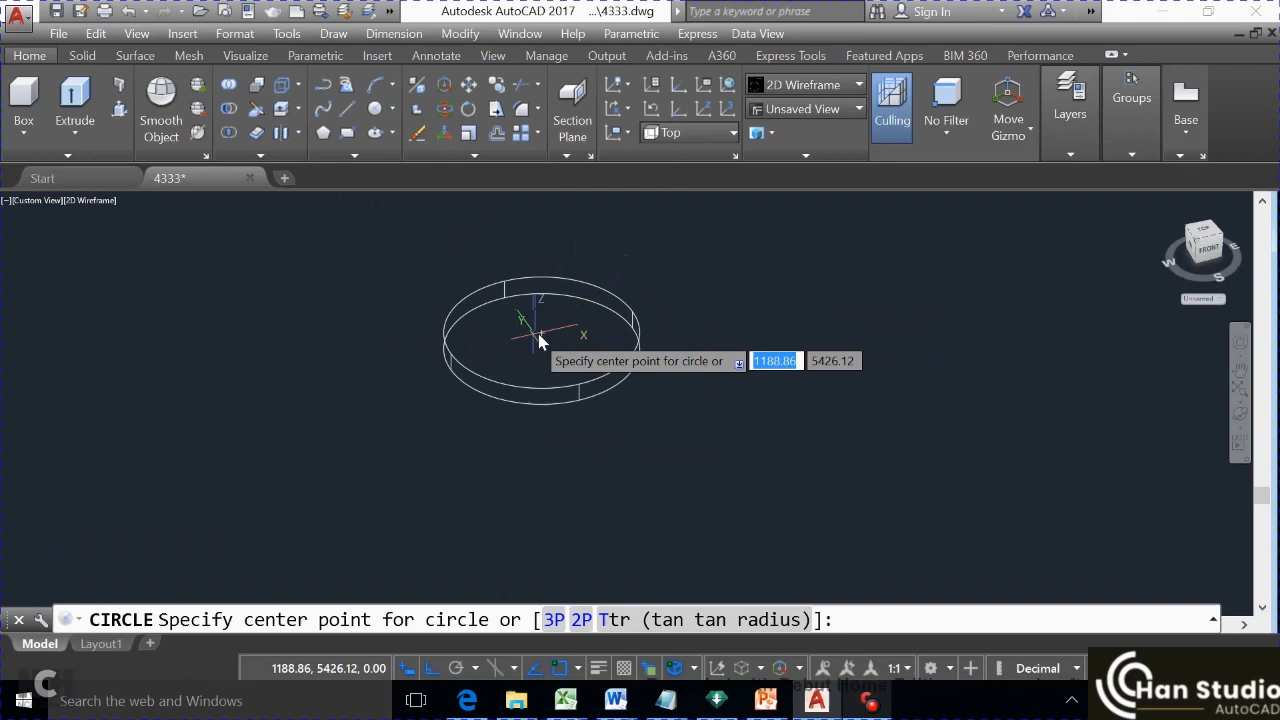 Autodesk AutoCAD 2017 ...\4333.dwg
Type a keyword or phrase
Sign In
File Edit View Insert Format Tools Draw Dimension Modify Window Help Parametric Express Data View
Home Solid Surface Mesh Visualize Parametric Insert Annotate View Manage Output Add-ins A360 Express Tools Featured Apps BIM 360 Performance
Box
Extrude
Smooth
Object
Section
Plane
2D Wireframe
Unsaved View
Top
Culling
No Filter
Move
Gizmo
Layers
Groups
Base
Start
4333*
[−][Custom View][2D Wireframe]
TOP
FRONT
W
S
E
Unnamed
Z
Y
X
Specify center point for circle or 1188.86 5426.12
CIRCLE Specify center point for circle or [3P 2P Ttr (tan tan radius)]:
Model Layout1
1188.86, 5426.12, 0.00
1:1
Decimal
Search the web and Windows
Han Studio
AutoCAD